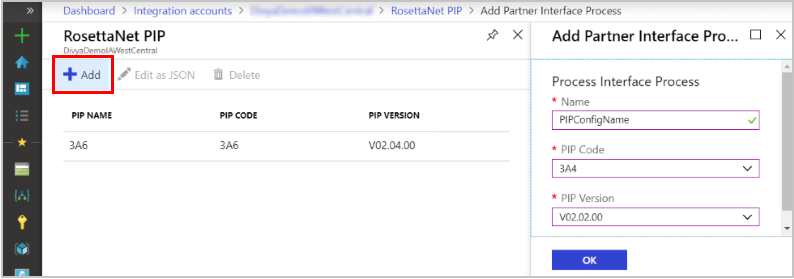 Dashboard > Integration accounts > > RosettaNet PIP > Add Partner Interface Process
RosettaNet PIP
DivyaDemoIAWestCentral
+ Add Edit as JSON Delete
PIP NAME PIP CODE PIP VERSION
3A6 3A6 V02.04.00
Add Partner Interface Pro...
Process Interface Process
* Name
PIPConfigName
* PIP Code
3A4
* PIP Version
V02.02.00
OK